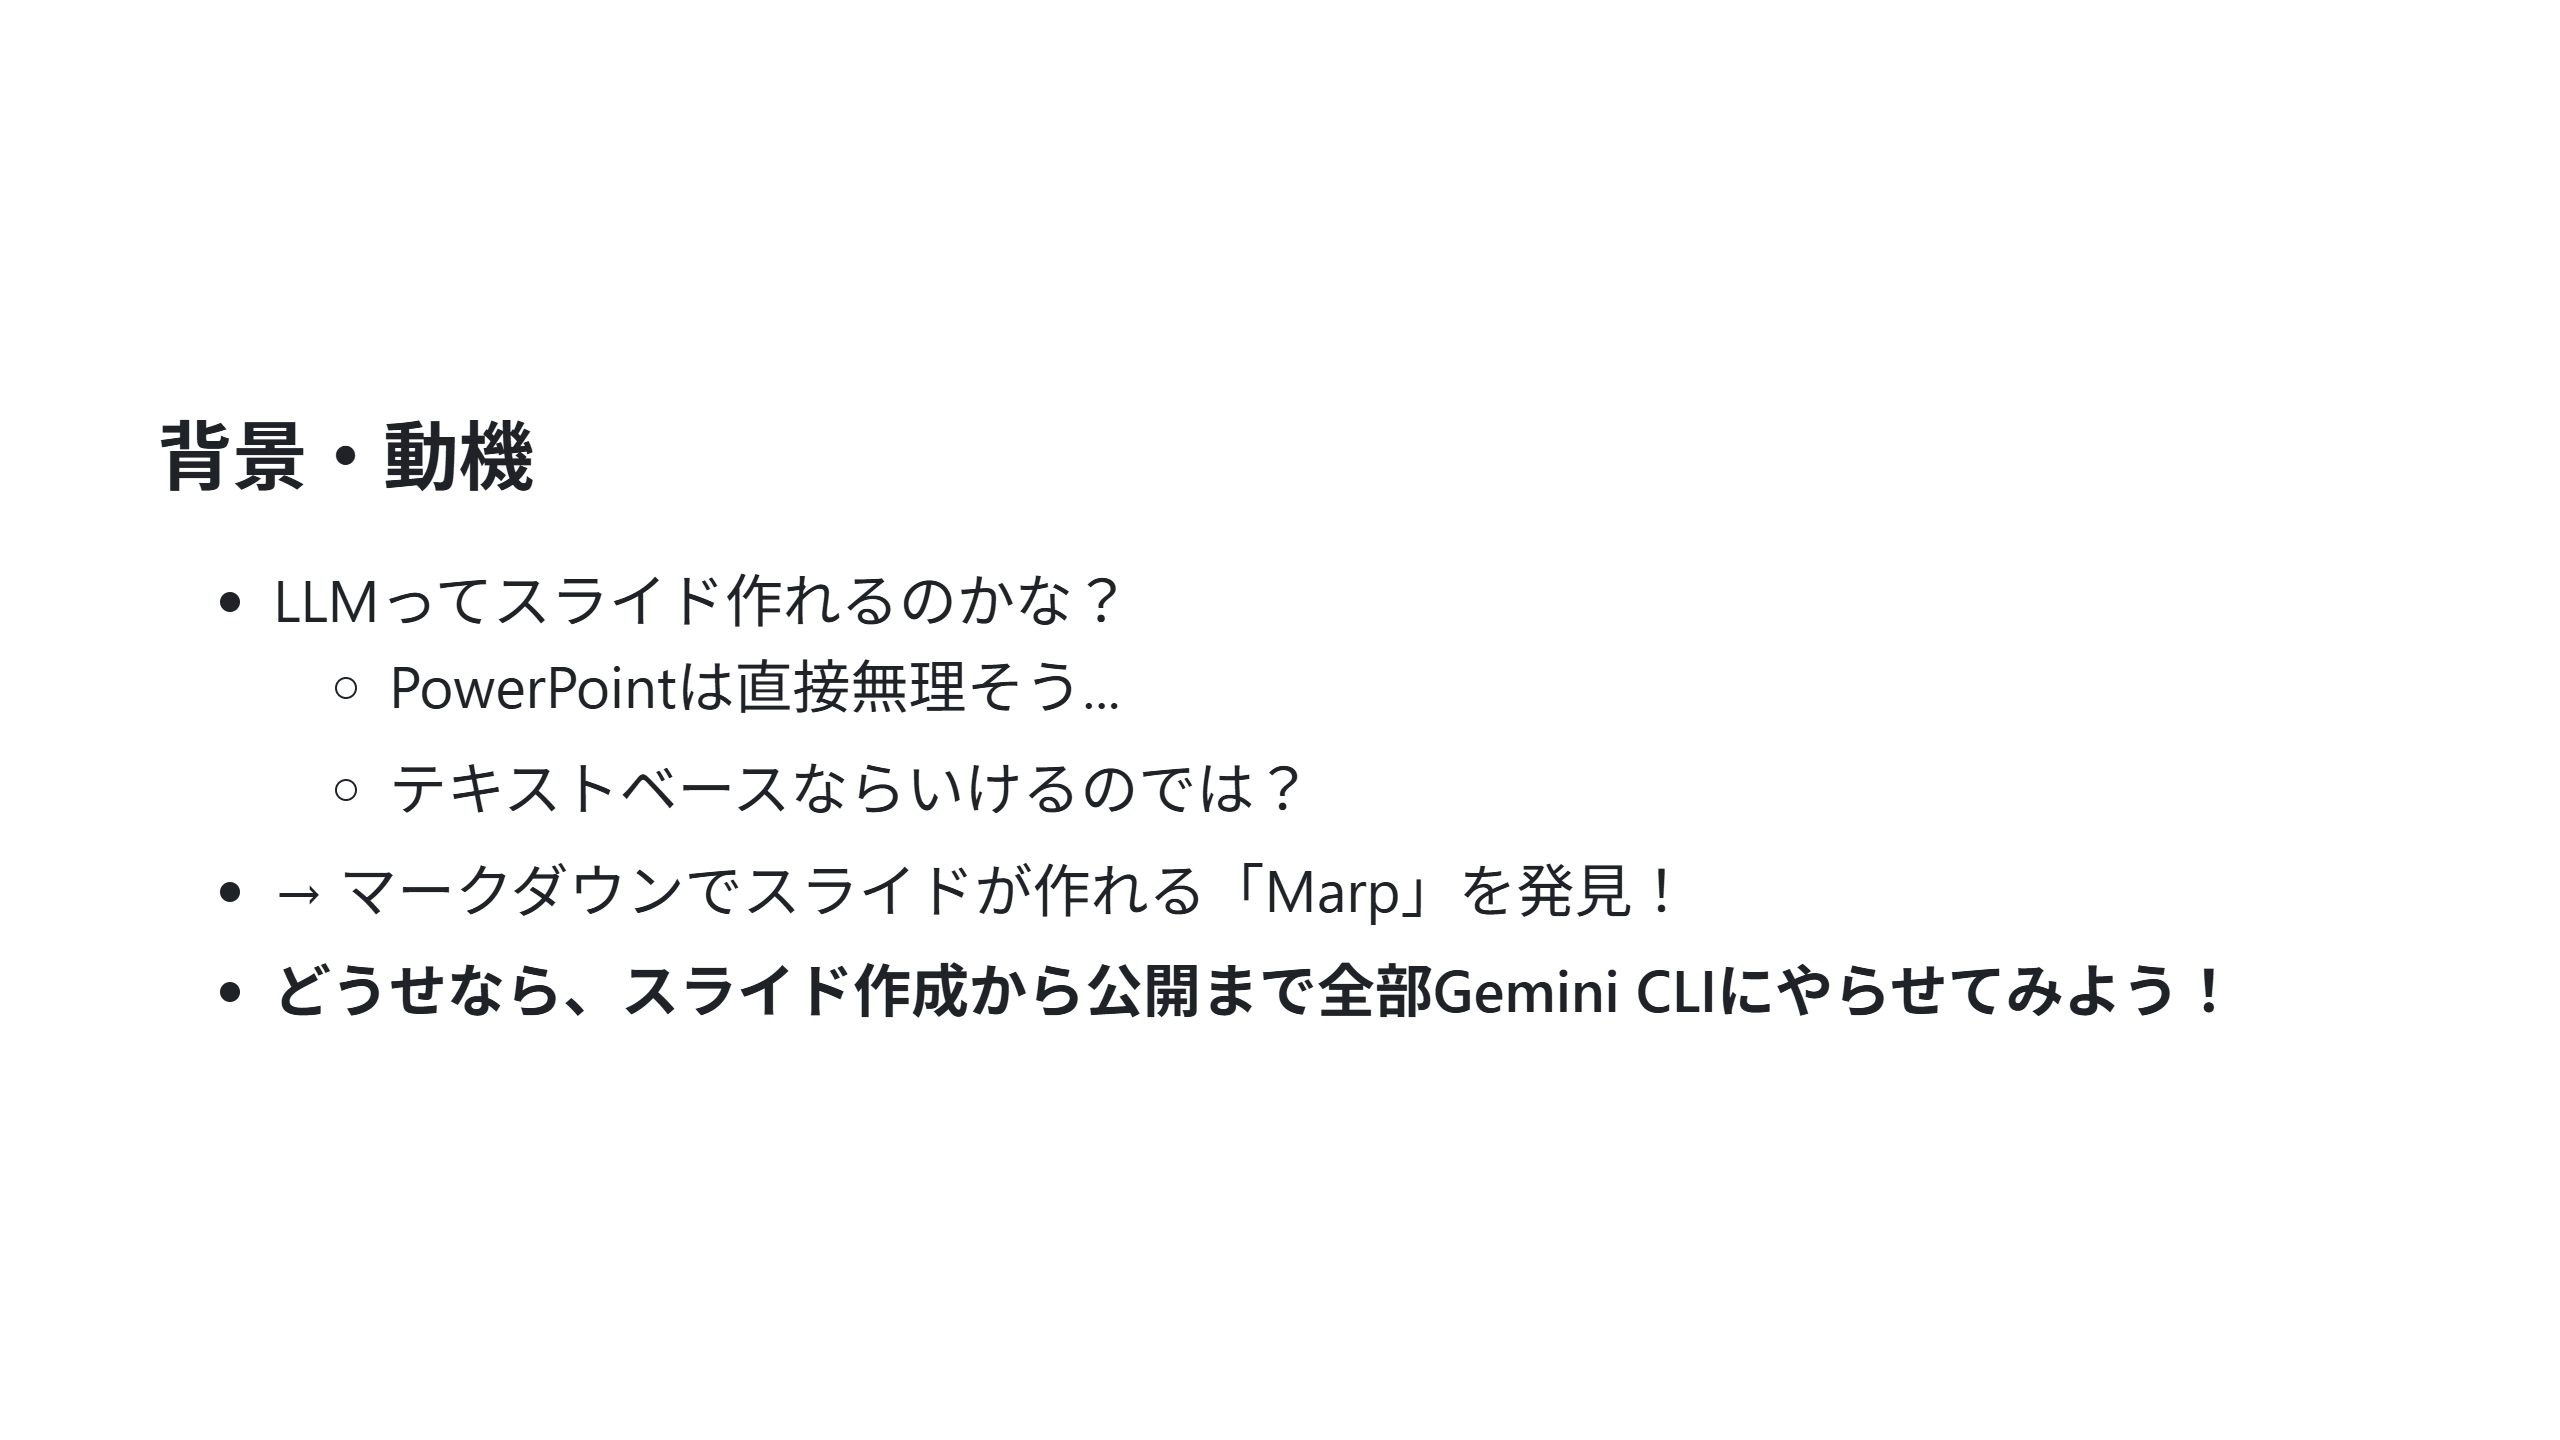 背景・動機
LLMってスライド作れるのかな？
PowerPointは直接無理そう...
テキストベースならいけるのでは？
→ マークダウンでスライドが作れる「Marp」を発見！
どうせなら、スライド作成から公開まで全部Gemini CLIにやらせてみよう！